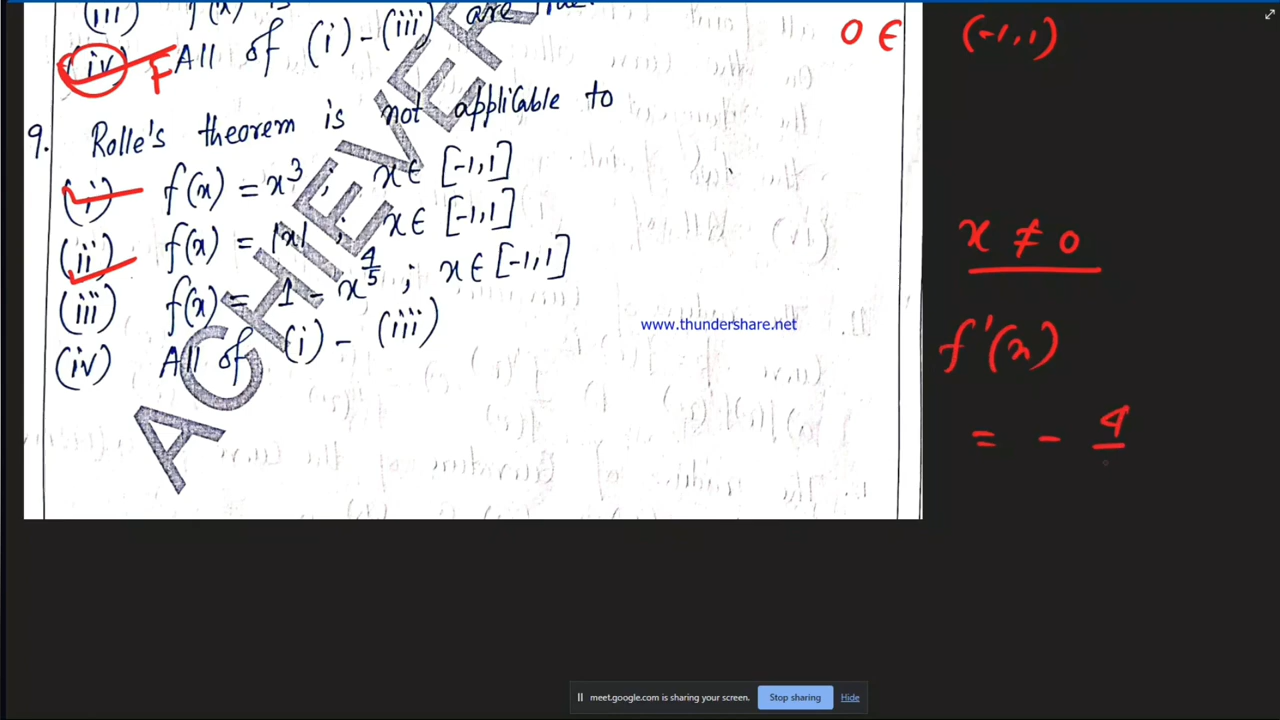 (iii) f(x) is
(iv) F All of (i) - (iii) are
0 ∈ (-1,1)
9. Rolle's theorem is not applicable to
(i) f(x) = x³ ; x ∈ [-1,1]
(ii) f(x) = |x| ; x ∈ [-1,1]
(iii) f(x) = 1 - x^(4/5) ; x ∈ [-1,1]
(iv) All of (i) - (iii)
ACHIEVER
www.thundershare.net
x ≠ 0
f'(x)
= - 4
meet.google.com is sharing your screen. Stop sharing Hide